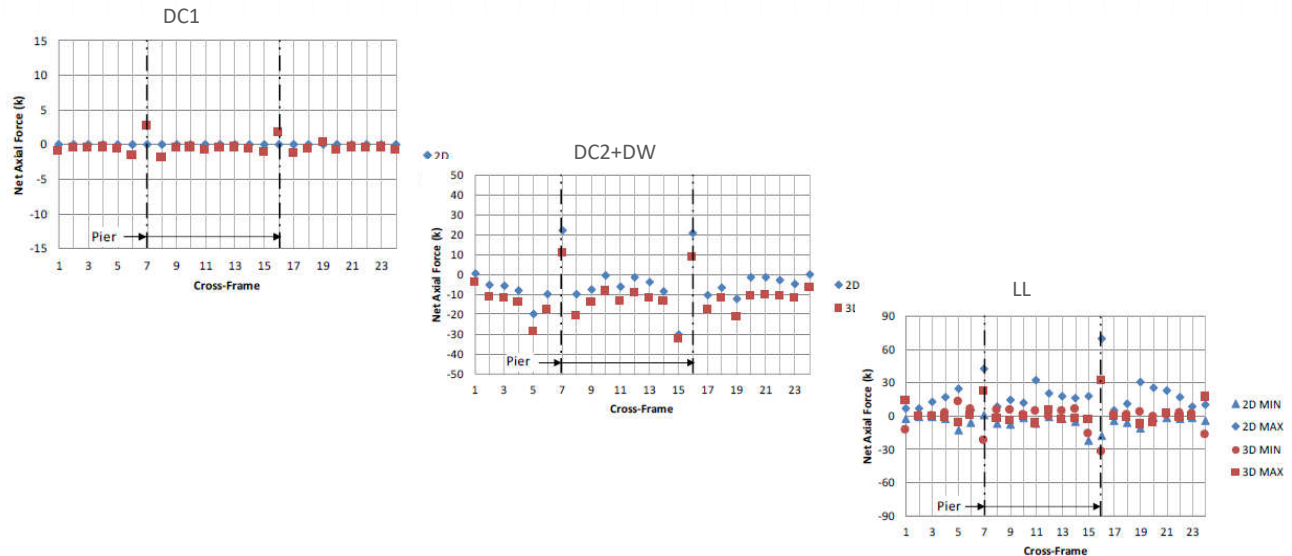 DC1
Net Axial Force (k)
15
10
5
0
-5
-10
-15
Pier
1 3 5 7 9 11 13 15 17 19 21 23
Cross-Frame
2D
DC2+DW
Net Axial Force (k)
50
40
30
20
10
0
-10
-20
-30
-40
-50
Pier
1 3 5 7 9 11 13 15 17 19 21 23
Cross-Frame
2D
LL
Net Axial Force (k)
90
60
30
0
-30
-60
-90
Pier
1 3 5 7 9 11 13 15 17 19 21 23
Cross-Frame
2D MIN
2D MAX
3D MIN
3D MAX